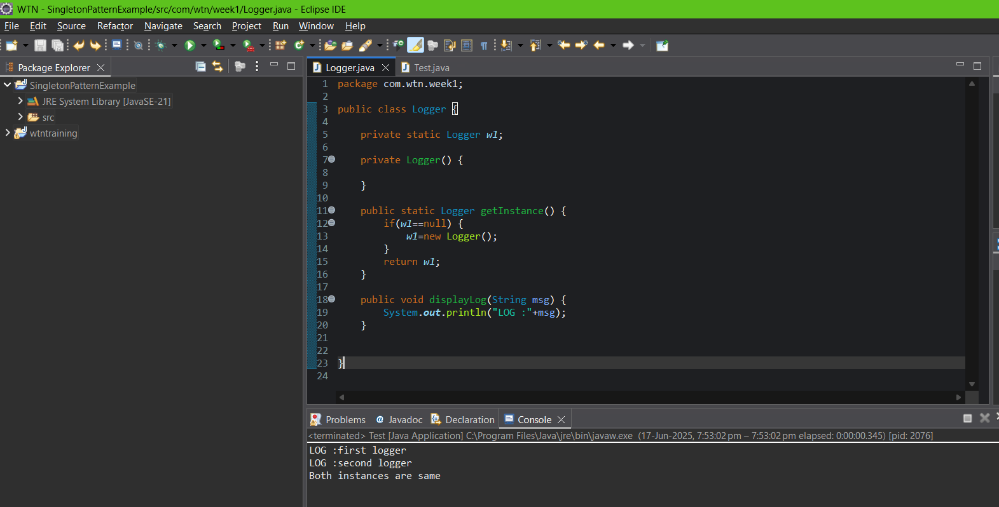 WTN - SingletonPatternExample/src/com/wtn/week1/Logger.java - Eclipse IDE
File Edit Source Refactor Navigate Search Project Run Window Help
Package Explorer
SingletonPatternExample
JRE System Library [JavaSE-21]
src
wtntraining
Logger.java Test.java
1 package com.wtn.week1;
2
3 public class Logger {
4
5 private static Logger w1;
6
7 private Logger() {
8
9 }
10
11 public static Logger getInstance() {
12 if(w1==null) {
13 w1=new Logger();
14 }
15 return w1;
16 }
17
18 public void displayLog(String msg) {
19 System.out.println("LOG :"+msg);
20 }
21
22
23 }
24
Problems @ Javadoc Declaration Console
<terminated> Test [Java Application] C:\Program Files\Java\jre\bin\javaw.exe (17-Jun-2025, 7:53:02 pm – 7:53:02 pm elapsed: 0:00:00.345) [pid: 2076]
LOG :first logger
LOG :second logger
Both instances are same